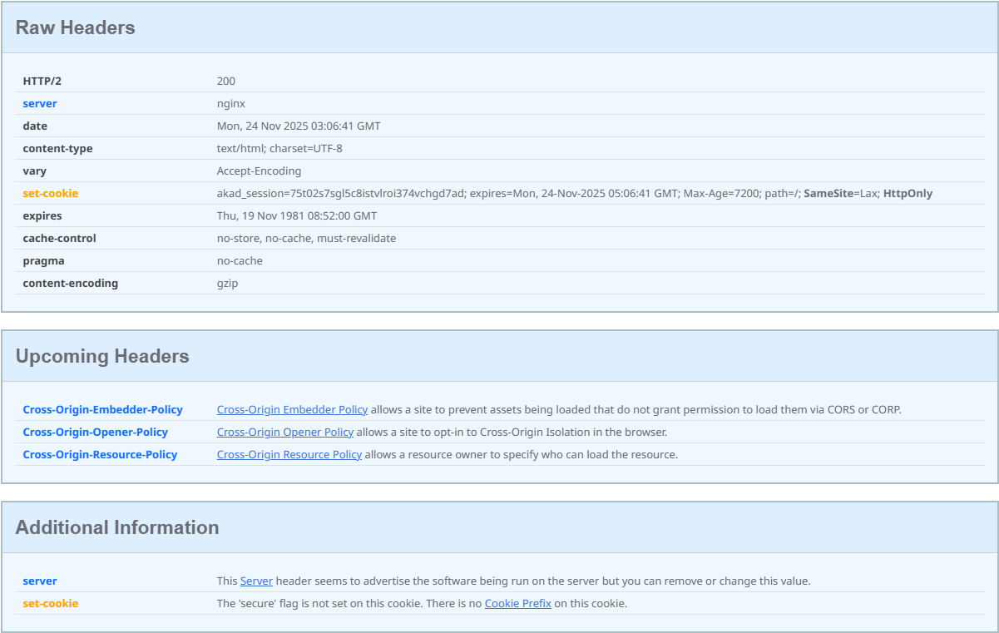 Raw Headers
HTTP/2 200
server nginx
date Mon, 24 Nov 2025 03:06:41 GMT
content-type text/html; charset=UTF-8
vary Accept-Encoding
set-cookie akad_session=75t02s7sgl5c8istvlroi374vchgd7ad; expires=Mon, 24-Nov-2025 05:06:41 GMT; Max-Age=7200; path=/; SameSite=Lax; HttpOnly
expires Thu, 19 Nov 1981 08:52:00 GMT
cache-control no-store, no-cache, must-revalidate
pragma no-cache
content-encoding gzip
Upcoming Headers
Cross-Origin-Embedder-Policy Cross-Origin Embedder Policy allows a site to prevent assets being loaded that do not grant permission to load them via CORS or CORP.
Cross-Origin-Opener-Policy Cross-Origin Opener Policy allows a site to opt-in to Cross-Origin Isolation in the browser.
Cross-Origin-Resource-Policy Cross-Origin Resource Policy allows a resource owner to specify who can load the resource.
Additional Information
server This Server header seems to advertise the software being run on the server but you can remove or change this value.
set-cookie The 'secure' flag is not set on this cookie. There is no Cookie Prefix on this cookie.